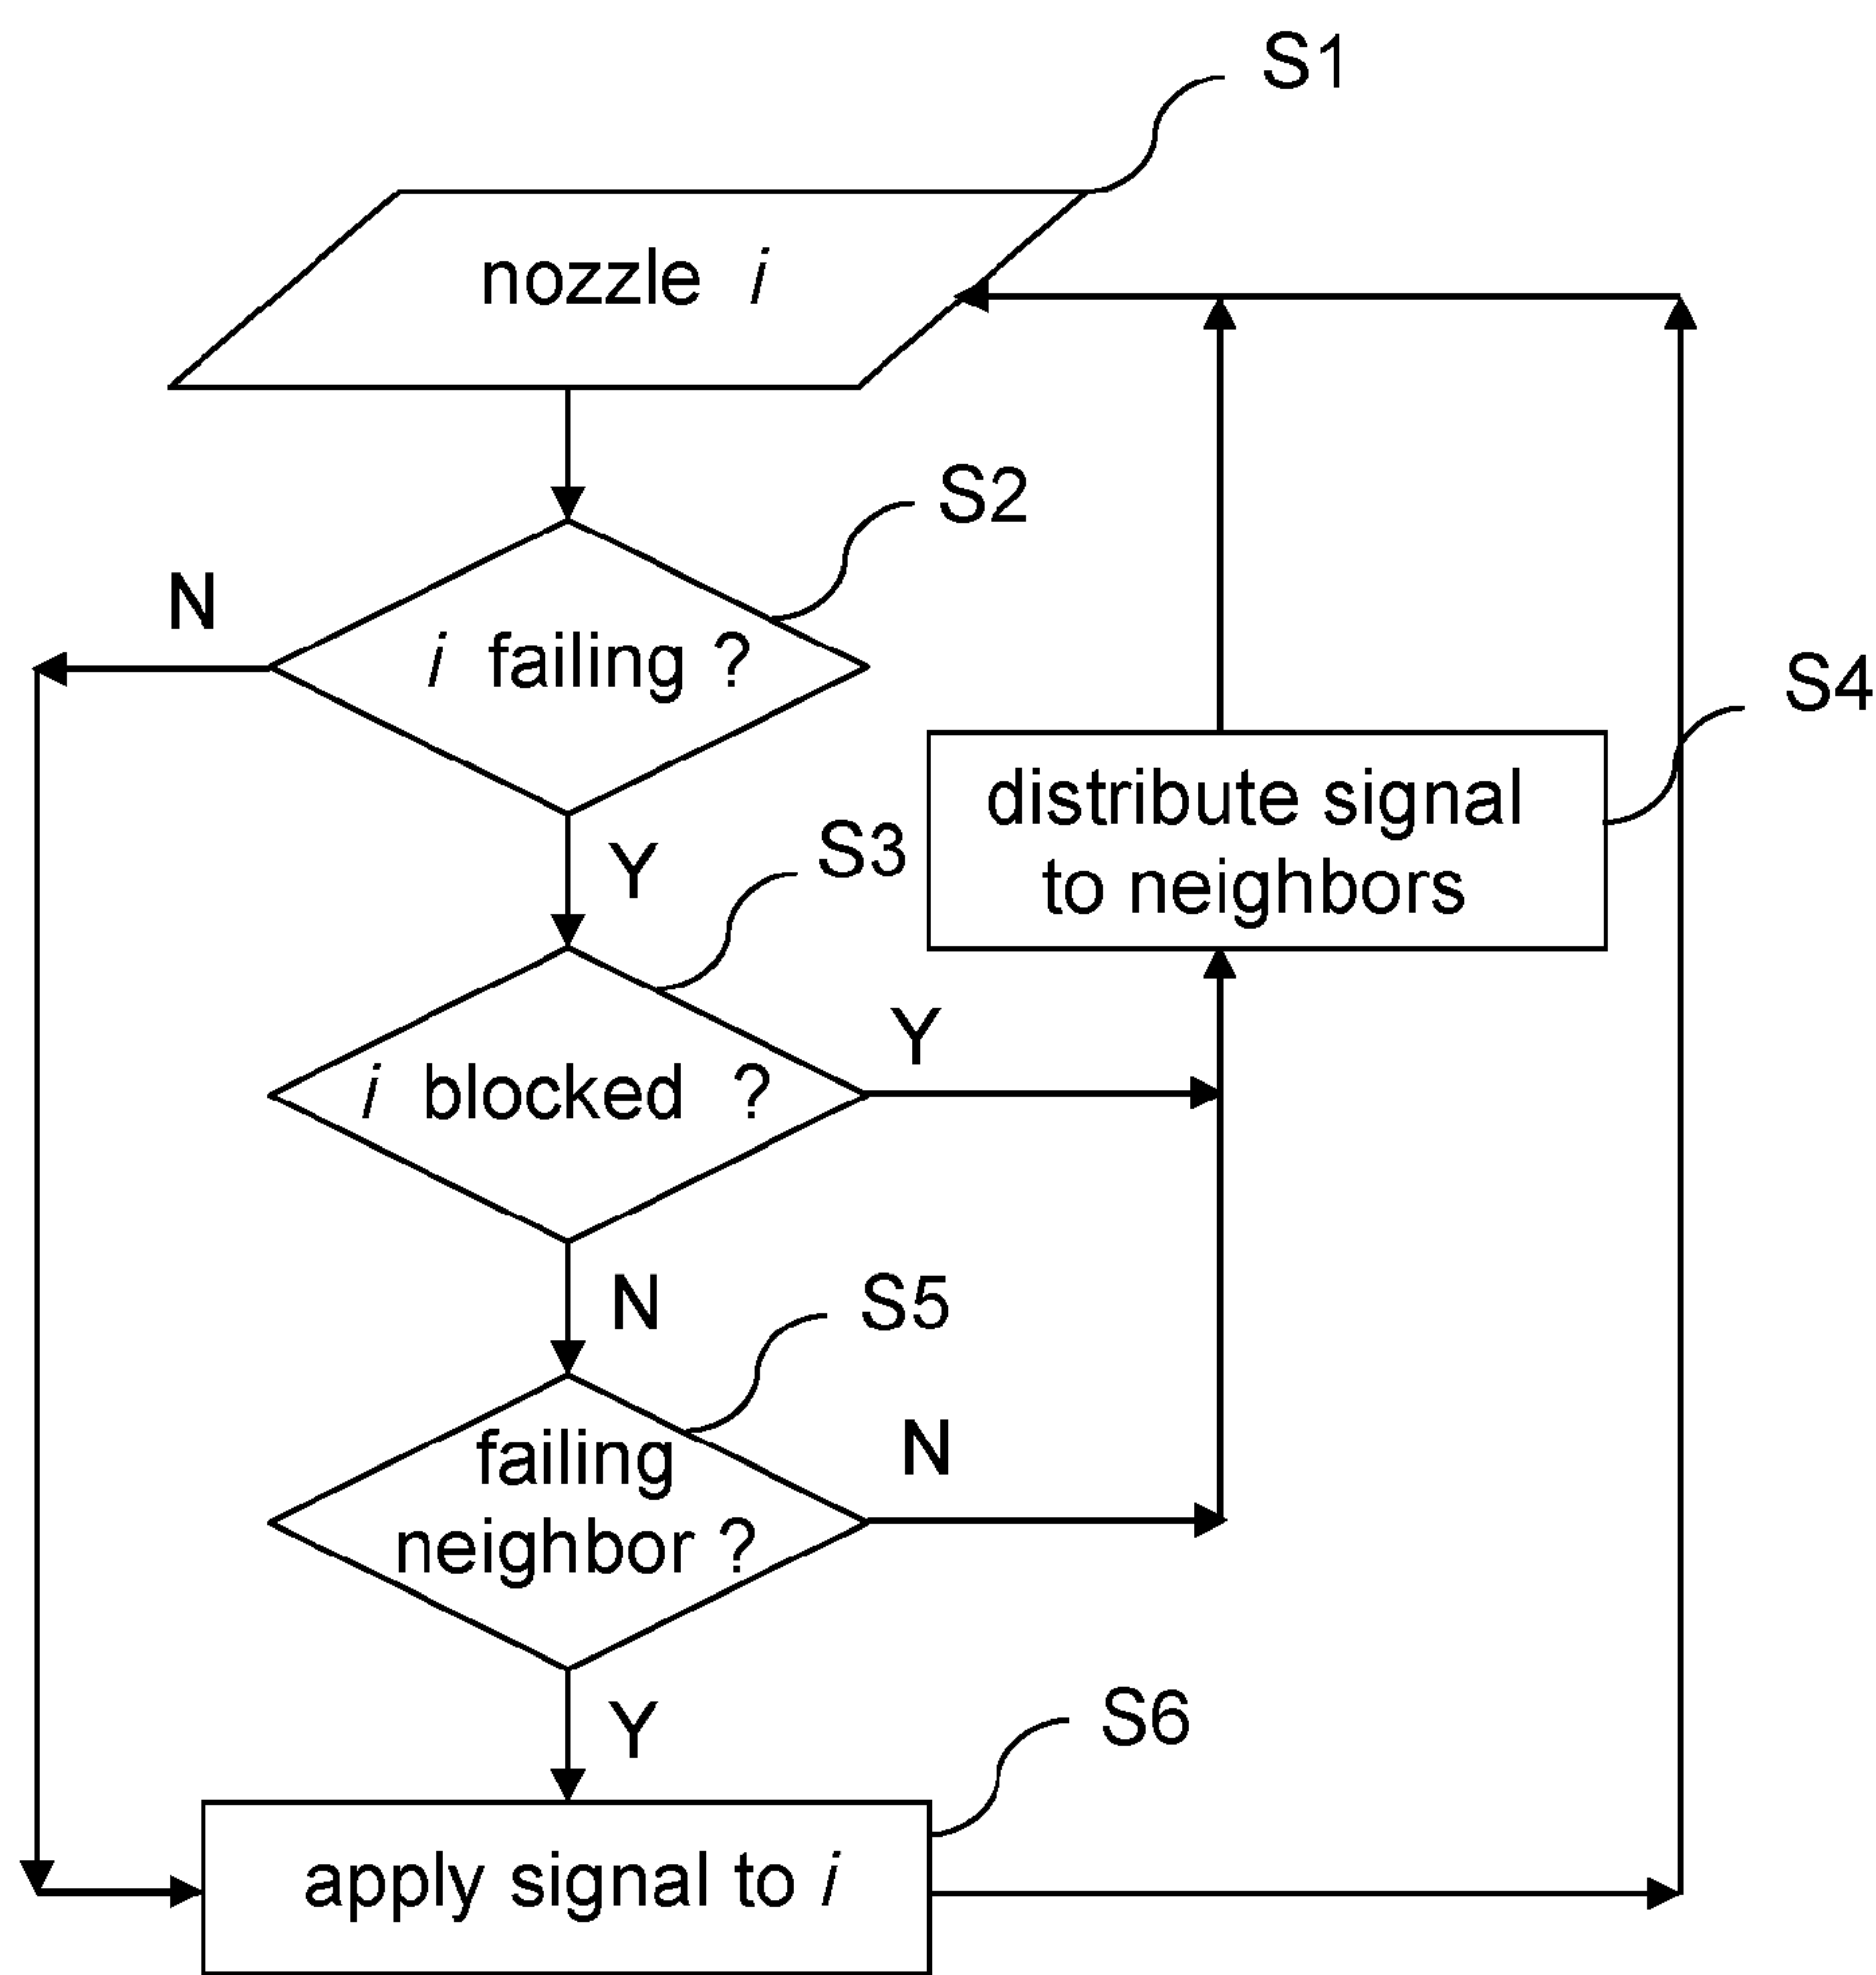 S1
nozzle i
S2
N
i failing ?
S4
distribute signal
to neighbors
Y
S3
Y
i blocked ?
N
S5
N
failing
neighbor ?
Y
S6
apply signal to i